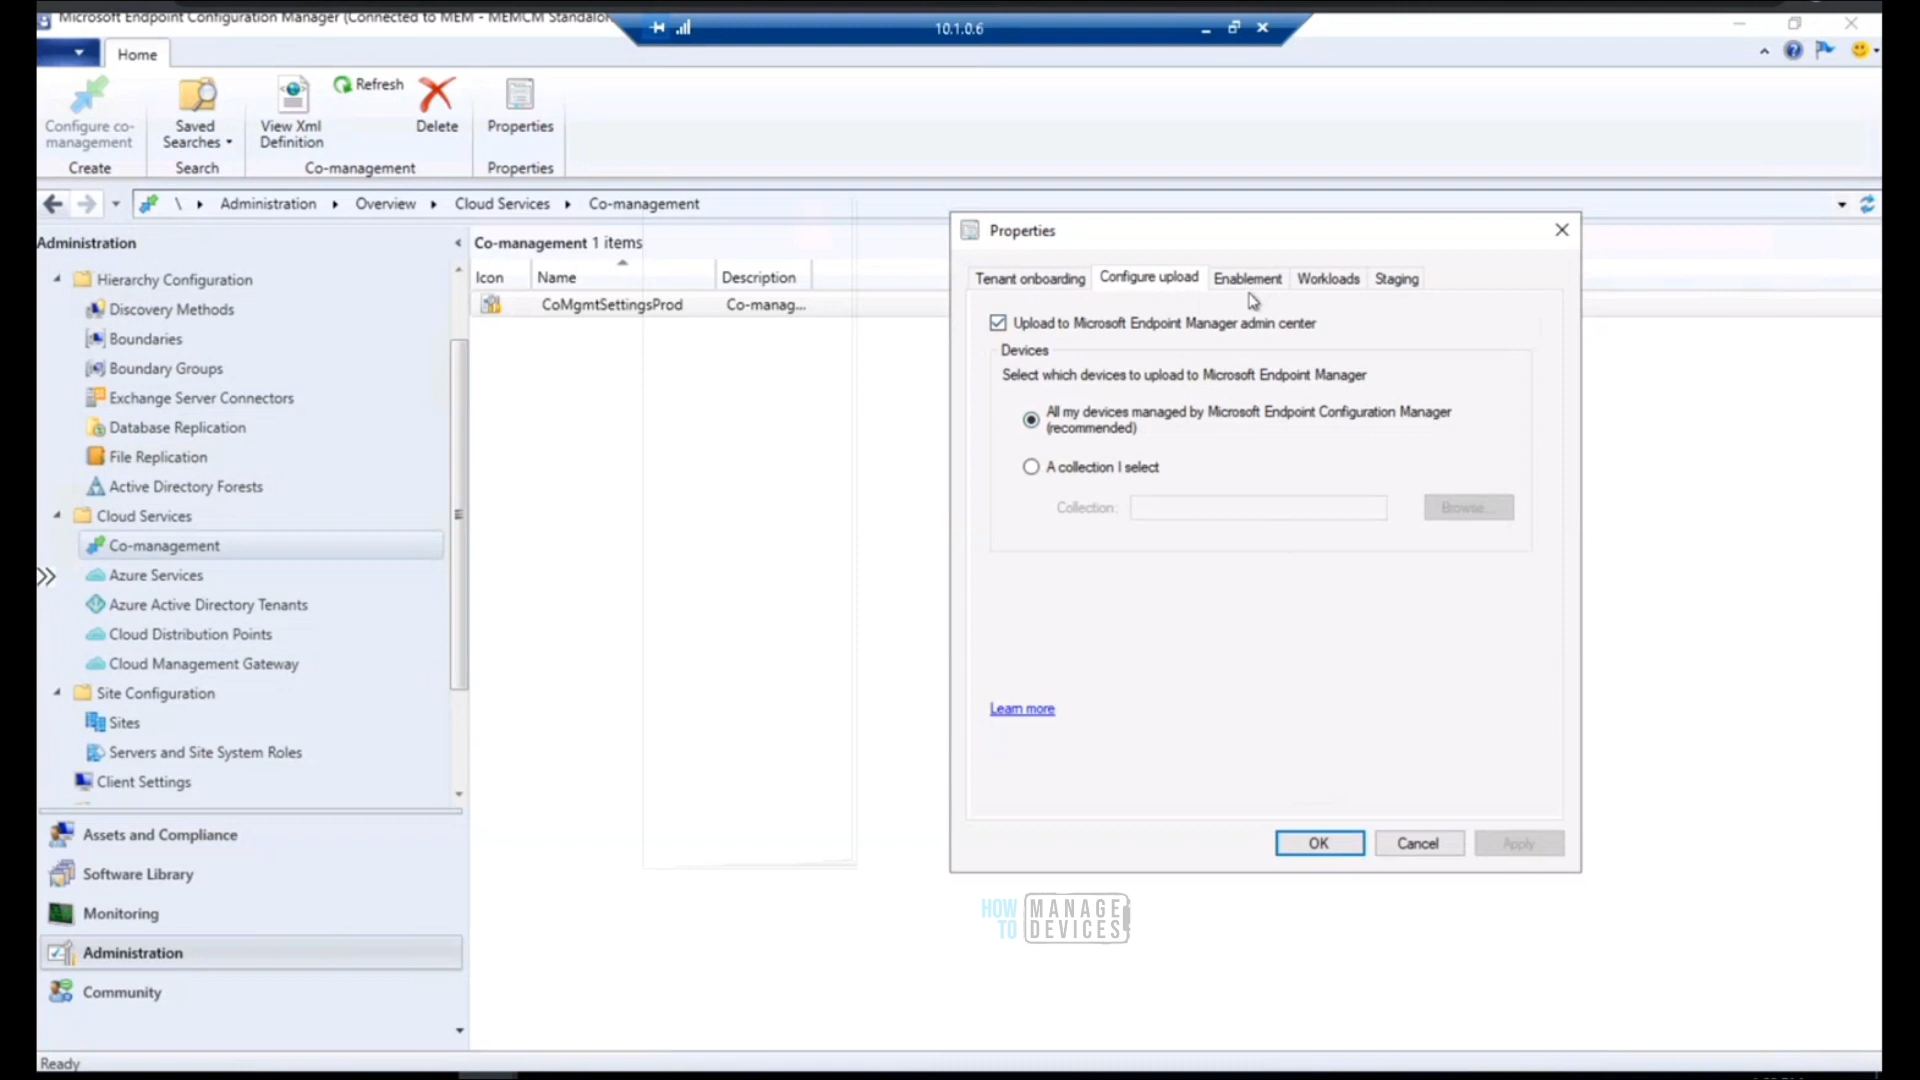 Microsoft Endpoint Configuration Manager (Connected to MEM - MEMCM Standalon
10.1.0.6
Home
Configure co-
management
Create
Saved
Searches
Search
View Xml
Definition
Refresh
Delete
Co-management
Properties
Properties
\ Administration Overview Cloud Services Co-management
Administration
Hierarchy Configuration
Discovery Methods
Boundaries
Boundary Groups
Exchange Server Connectors
Database Replication
File Replication
Active Directory Forests
Cloud Services
Co-management
Azure Services
Azure Active Directory Tenants
Cloud Distribution Points
Cloud Management Gateway
Site Configuration
Sites
Servers and Site System Roles
Client Settings
Assets and Compliance
Software Library
Monitoring
Administration
Community
Ready
Co-management 1 items
Icon Name Description
CoMgmtSettingsProd Co-manag...
Properties
Tenant onboarding Configure upload Enablement Workloads Staging
Upload to Microsoft Endpoint Manager admin center
Devices
Select which devices to upload to Microsoft Endpoint Manager
All my devices managed by Microsoft Endpoint Configuration Manager
(recommended)
A collection I select
Collection: Browse...
Learn more
OK Cancel Apply
HOW MANAGE
TO DEVICES